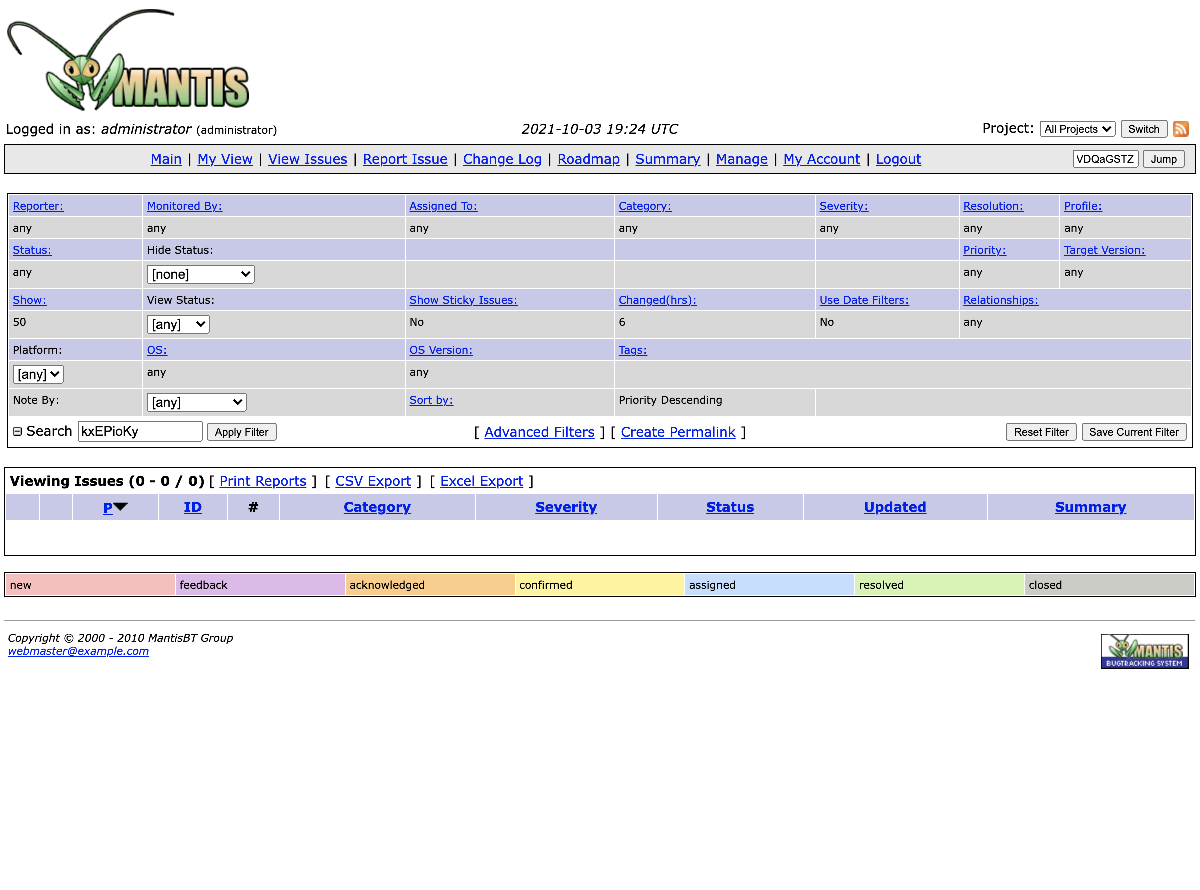 MANTIS
Logged in as: administrator (administrator)
2021-10-03 19:24 UTC
Project: All Projects Switch
Main | My View | View Issues | Report Issue | Change Log | Roadmap | Summary | Manage | My Account | Logout
VDQaGSTZ Jump
Reporter: Monitored By: Assigned To: Category: Severity: Resolution: Profile:
any any any any any any any
Status: Hide Status: Priority: Target Version:
any [none] any any
Show: View Status: Show Sticky Issues: Changed(hrs): Use Date Filters: Relationships:
50 [any] No 6 No any
Platform: OS: OS Version: Tags:
[any] any any
Note By: [any] Sort by: Priority Descending
Search kxEPioKy Apply Filter [ Advanced Filters ] [ Create Permalink ] Reset Filter Save Current Filter
Viewing Issues (0 - 0 / 0) [ Print Reports ] [ CSV Export ] [ Excel Export ]
P ID # Category Severity Status Updated Summary
new feedback acknowledged confirmed assigned resolved closed
Copyright © 2000 - 2010 MantisBT Group
webmaster@example.com
MANTIS
BUGTRACKING SYSTEM